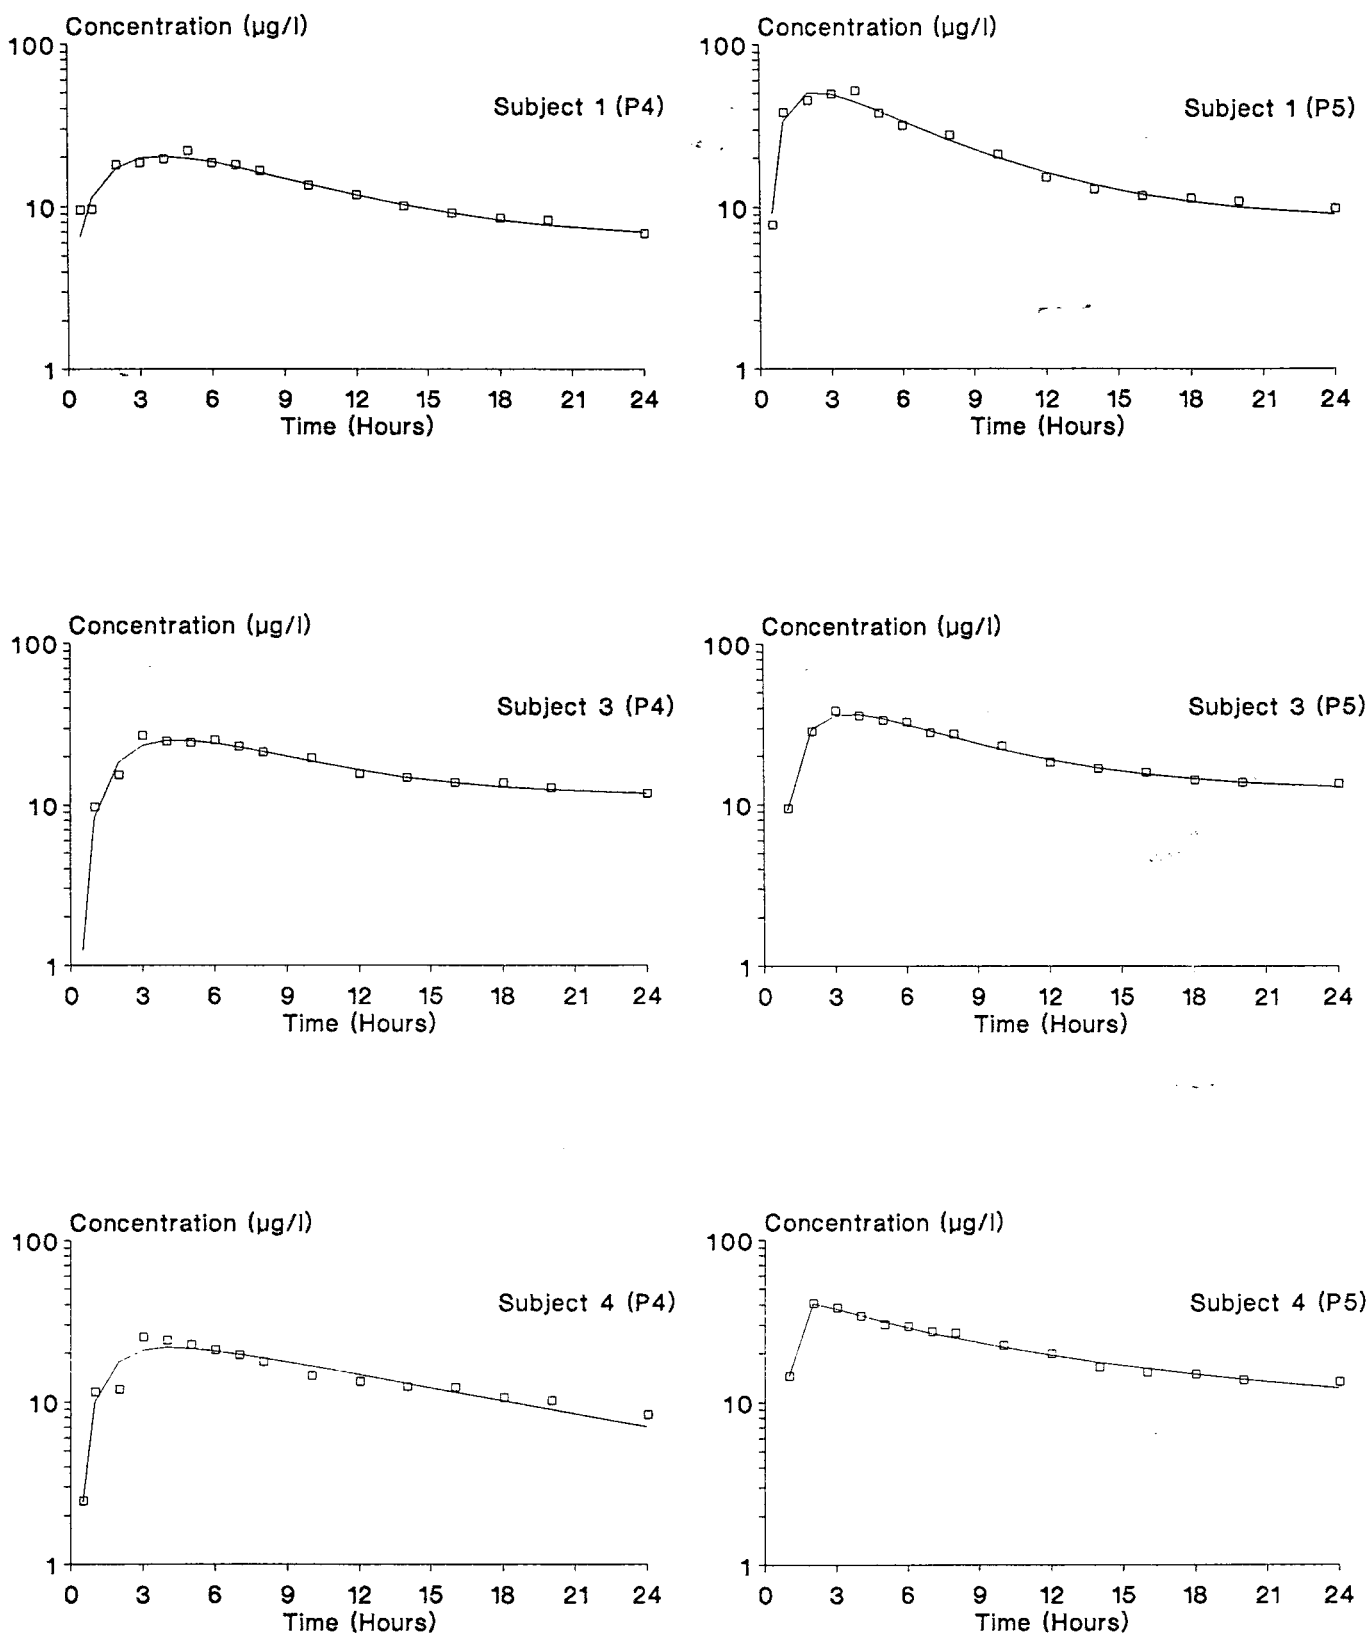 Concentration (µg/l)
100
Subject 1 (P4)
10
1
0 3 6 9 12 15 18 21 24
Time (Hours)
Concentration (µg/l)
100
Subject 1 (P5)
10
1
0 3 6 9 12 15 18 21 24
Time (Hours)
Concentration (µg/l)
100
Subject 3 (P4)
10
1
0 3 6 9 12 15 18 21 24
Time (Hours)
Concentration (µg/l)
100
Subject 3 (P5)
10
1
0 3 6 9 12 15 18 21 24
Time (Hours)
Concentration (µg/l)
100
Subject 4 (P4)
10
1
0 3 6 9 12 15 18 21 24
Time (Hours)
Concentration (µg/l)
100
Subject 4 (P5)
10
1
0 3 6 9 12 15 18 21 24
Time (Hours)